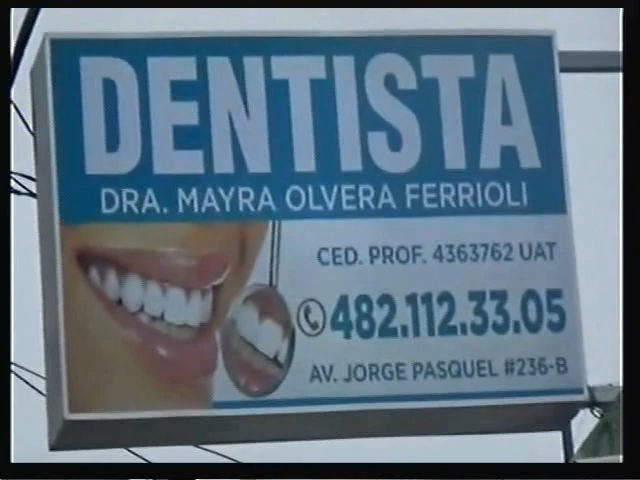 DENTISTA
DRA. MAYRA OLVERA FERRIOLI
CED. PROF. 4363762 UAT
482.112.33.05
AV. JORGE PASQUEL #236-B